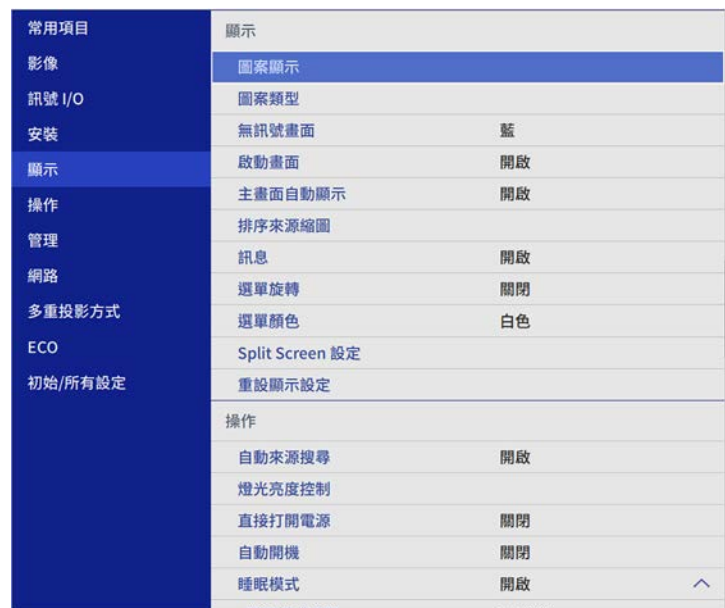 常用項目
影像
訊號 I/O
安裝
顯示
操作
管理
網路
多重投影方式
ECO
初始/所有設定
顯示
圖案顯示
圖案類型
無訊號畫面 藍
啟動畫面 開啟
主畫面自動顯示 開啟
排序來源縮圖
訊息 開啟
選單旋轉 關閉
選單顏色 白色
Split Screen 設定
重設顯示設定
操作
自動來源搜尋 開啟
燈光亮度控制
直接打開電源 關閉
自動開機 關閉
睡眠模式 開啟